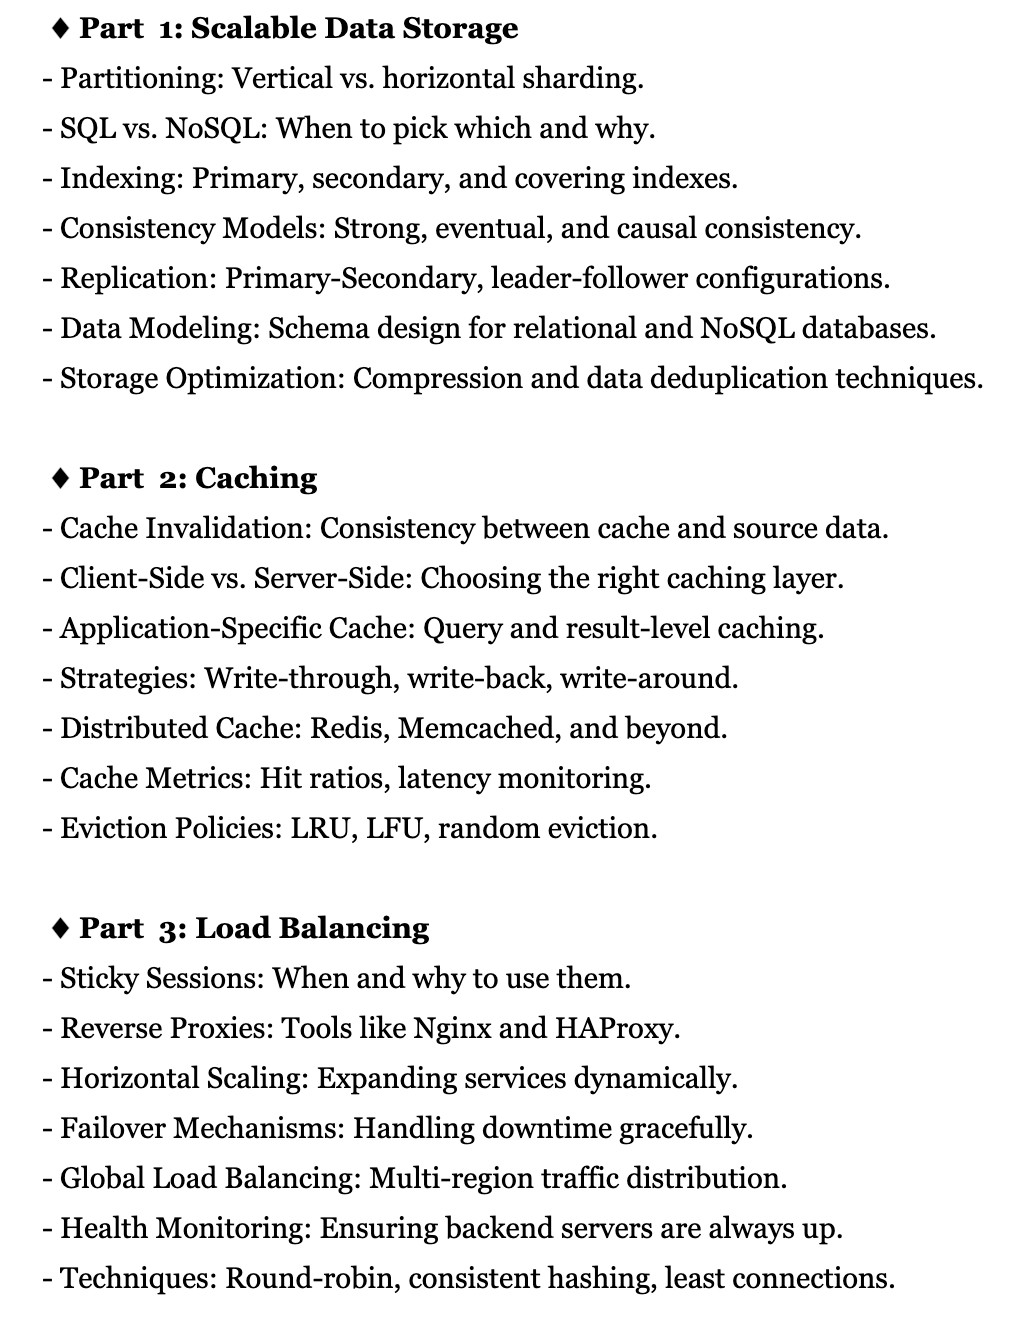 ♦ Part  1: Scalable Data Storage
- Partitioning: Vertical vs. horizontal sharding.
- SQL vs. NoSQL: When to pick which and why.
- Indexing: Primary, secondary, and covering indexes.
- Consistency Models: Strong, eventual, and causal consistency.
- Replication: Primary-Secondary, leader-follower configurations.
- Data Modeling: Schema design for relational and NoSQL databases.
- Storage Optimization: Compression and data deduplication techniques.
♦ Part  2: Caching
- Cache Invalidation: Consistency between cache and source data.
- Client-Side vs. Server-Side: Choosing the right caching layer.
- Application-Specific Cache: Query and result-level caching.
- Strategies: Write-through, write-back, write-around.
- Distributed Cache: Redis, Memcached, and beyond.
- Cache Metrics: Hit ratios, latency monitoring.
- Eviction Policies: LRU, LFU, random eviction.
♦ Part  3: Load Balancing
- Sticky Sessions: When and why to use them.
- Reverse Proxies: Tools like Nginx and HAProxy.
- Horizontal Scaling: Expanding services dynamically.
- Failover Mechanisms: Handling downtime gracefully.
- Global Load Balancing: Multi-region traffic distribution.
- Health Monitoring: Ensuring backend servers are always up.
- Techniques: Round-robin, consistent hashing, least connections.